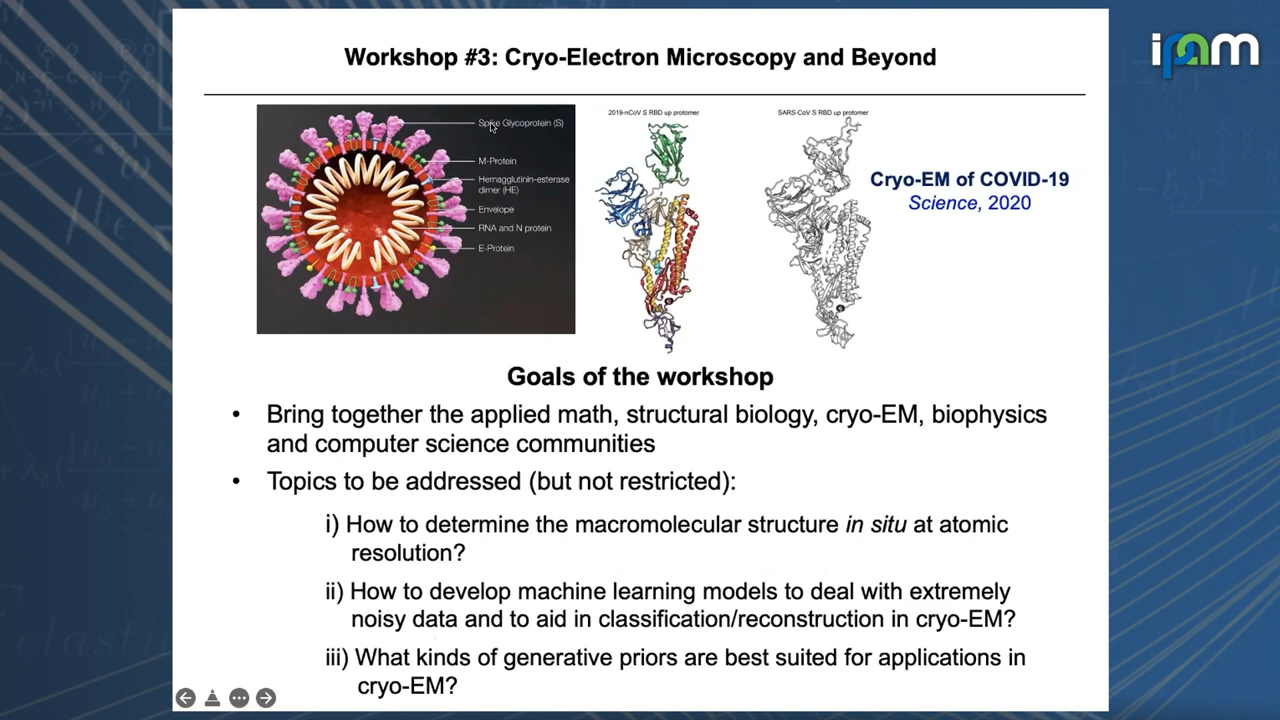 Workshop #3: Cryo-Electron Microscopy and Beyond
ipam
Spike Glycoprotein (S)
M-Protein
Hemagglutinin-esterase
dimer (HE)
Envelope
RNA and N protein
E-Protein
2019-nCoV S RBD up protomer
SARS-CoV S RBD up protomer
Cryo-EM of COVID-19
Science, 2020
Goals of the workshop
• Bring together the applied math, structural biology, cryo-EM, biophysics
and computer science communities
• Topics to be addressed (but not restricted):
i) How to determine the macromolecular structure in situ at atomic
resolution?
ii) How to develop machine learning models to deal with extremely
noisy data and to aid in classification/reconstruction in cryo-EM?
iii) What kinds of generative priors are best suited for applications in
cryo-EM?